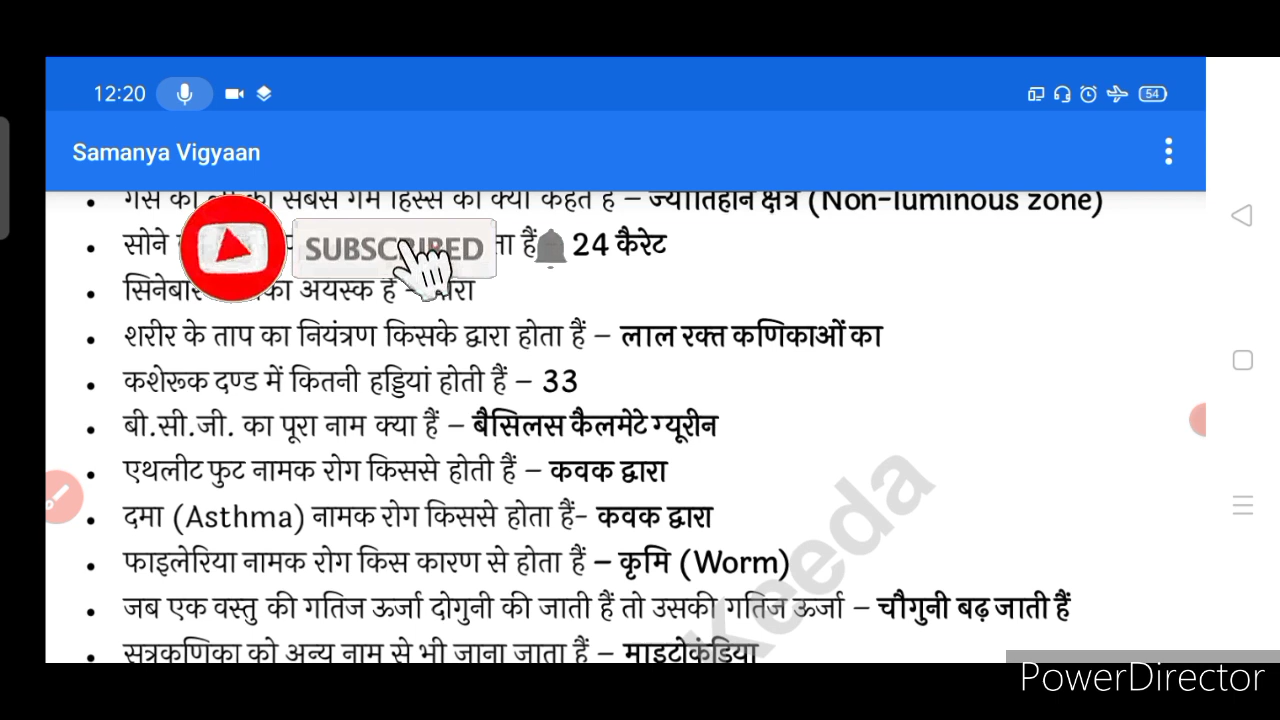 12:20
54
Samanya Vigyaan
गैस की सबसे गर्म हिस्से को क्या कहते हैं – ज्योतिहीन क्षेत्र (Non-luminous zone)
सोने ता हैं 24 कैरेट
SUBSCRIBED
सिनेबार का अयस्क हैं –
शरीर के ताप का नियंत्रण किसके द्वारा होता हैं – लाल रक्त कणिकाओं का
कशेरूक दण्ड में कितनी हड्डियां होती हैं – 33
बी.सी.जी. का पूरा नाम क्या हैं – बैसिलस कैलमेटे ग्यूरीन
एथलीट फुट नामक रोग किससे होती हैं – कवक द्वारा
दमा (Asthma) नामक रोग किससे होता हैं- कवक द्वारा
फाइलेरिया नामक रोग किस कारण से होता हैं – कृमि (Worm)
जब एक वस्तु की गतिज ऊर्जा दोगुनी की जाती हैं तो उसकी गतिज ऊर्जा – चौगुनी बढ़ जाती हैं
सूत्रकणिका को अन्य नाम से भी जाना जाता हैं – माइटोकंड्रिया
Keeda
PowerDirector